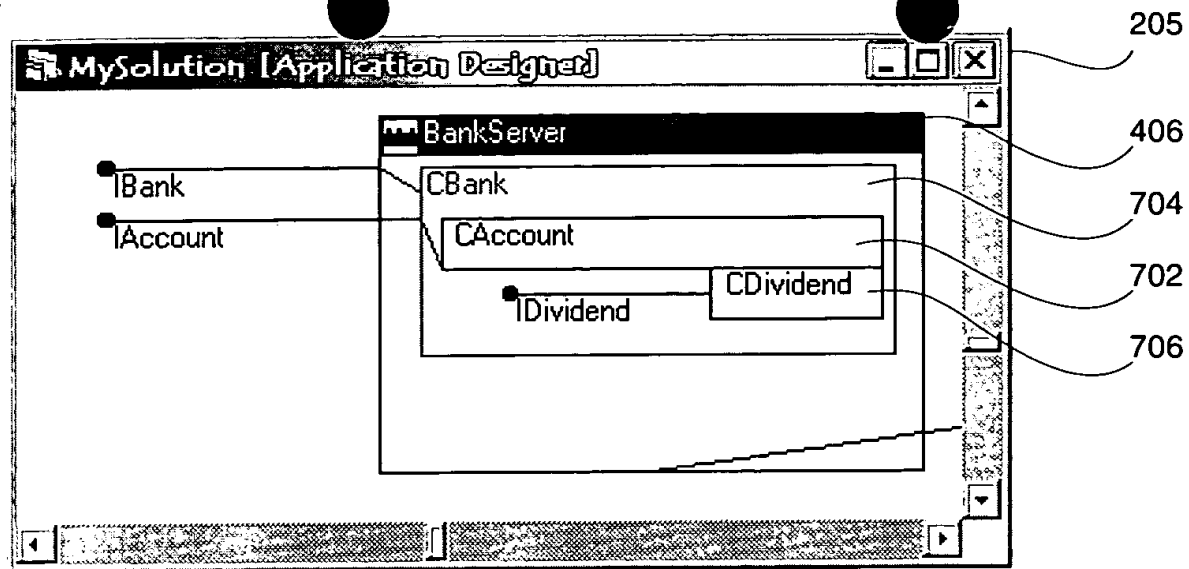 205
MySolution [Application Designer]
BankServer
406
IBank
CBank
704
IAccount
CAccount
702
CDividend
IDividend
706